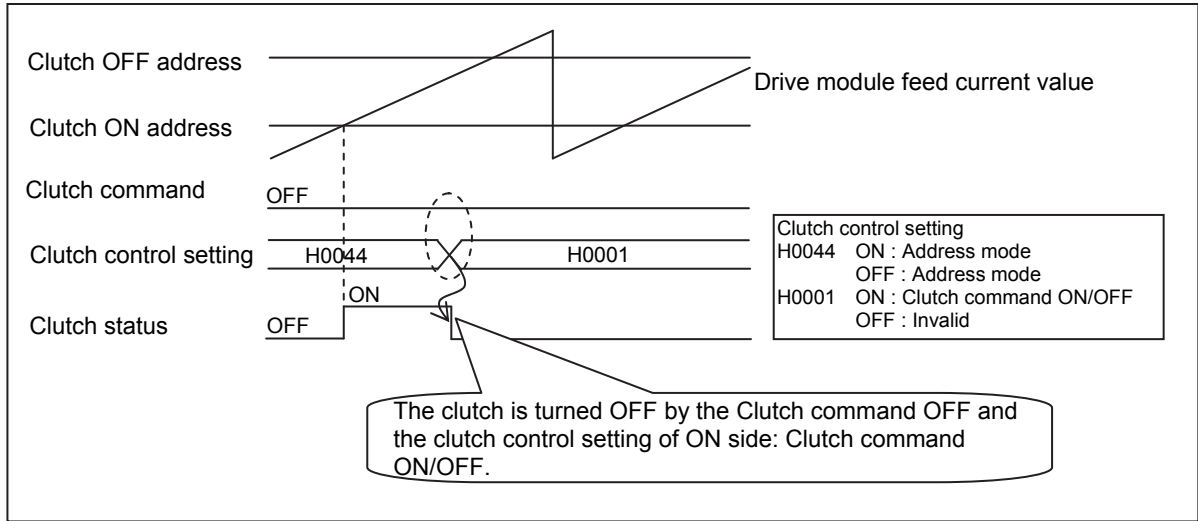 Clutch OFF address
Drive module feed current value
Clutch ON address
Clutch command
OFF
Clutch control setting
H0044
H0001
Clutch control setting
H0044 ON : Address mode
OFF : Address mode
H0001 ON : Clutch command ON/OFF
OFF : Invalid
ON
Clutch status
OFF
The clutch is turned OFF by the Clutch command OFF and
the clutch control setting of ON side: Clutch command
ON/OFF.